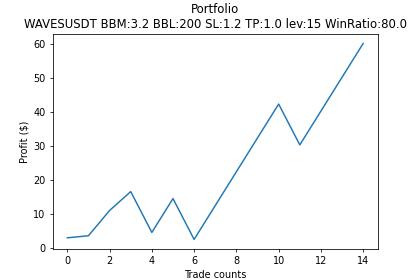 Portfolio
WAVESUSDT BBM:3.2 BBL:200 SL:1.2 TP:1.0 lev:15 WinRatio:80.0
60
50
40
30
20
10
0
Profit ($)
0 2 4 6 8 10 12 14
Trade counts